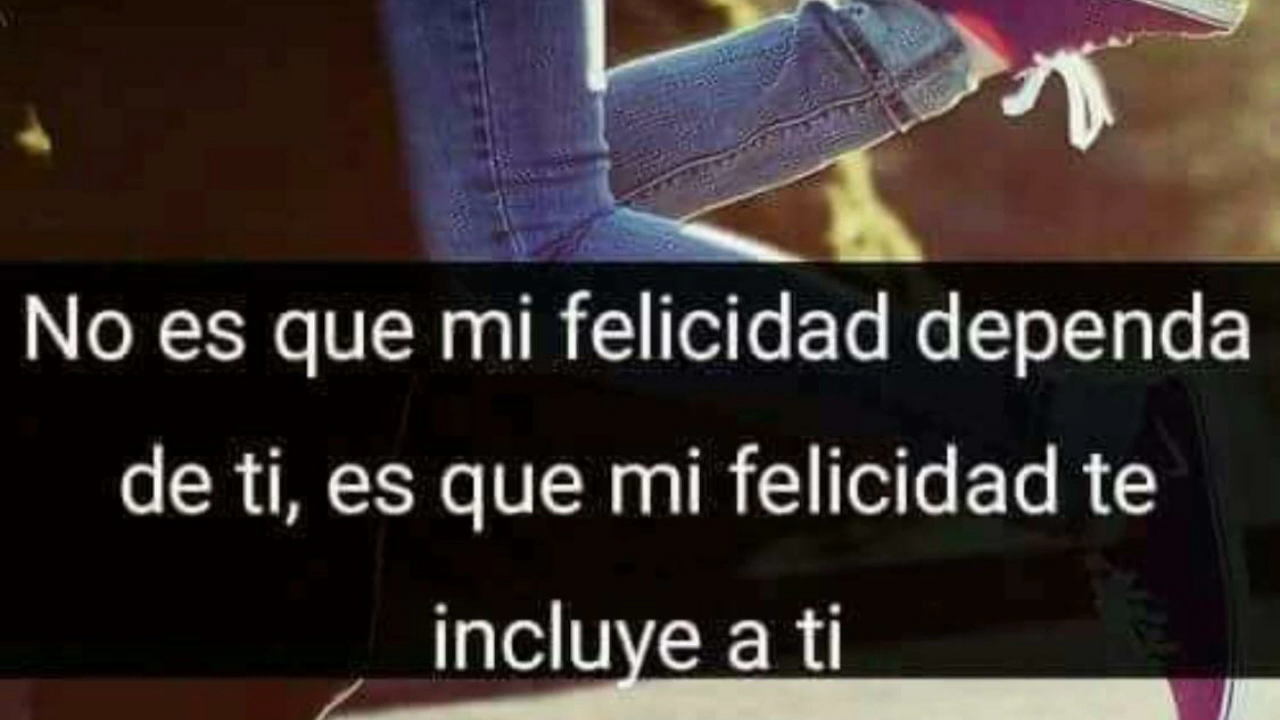 No es que mi felicidad dependa
de ti, es que mi felicidad te
incluye a ti